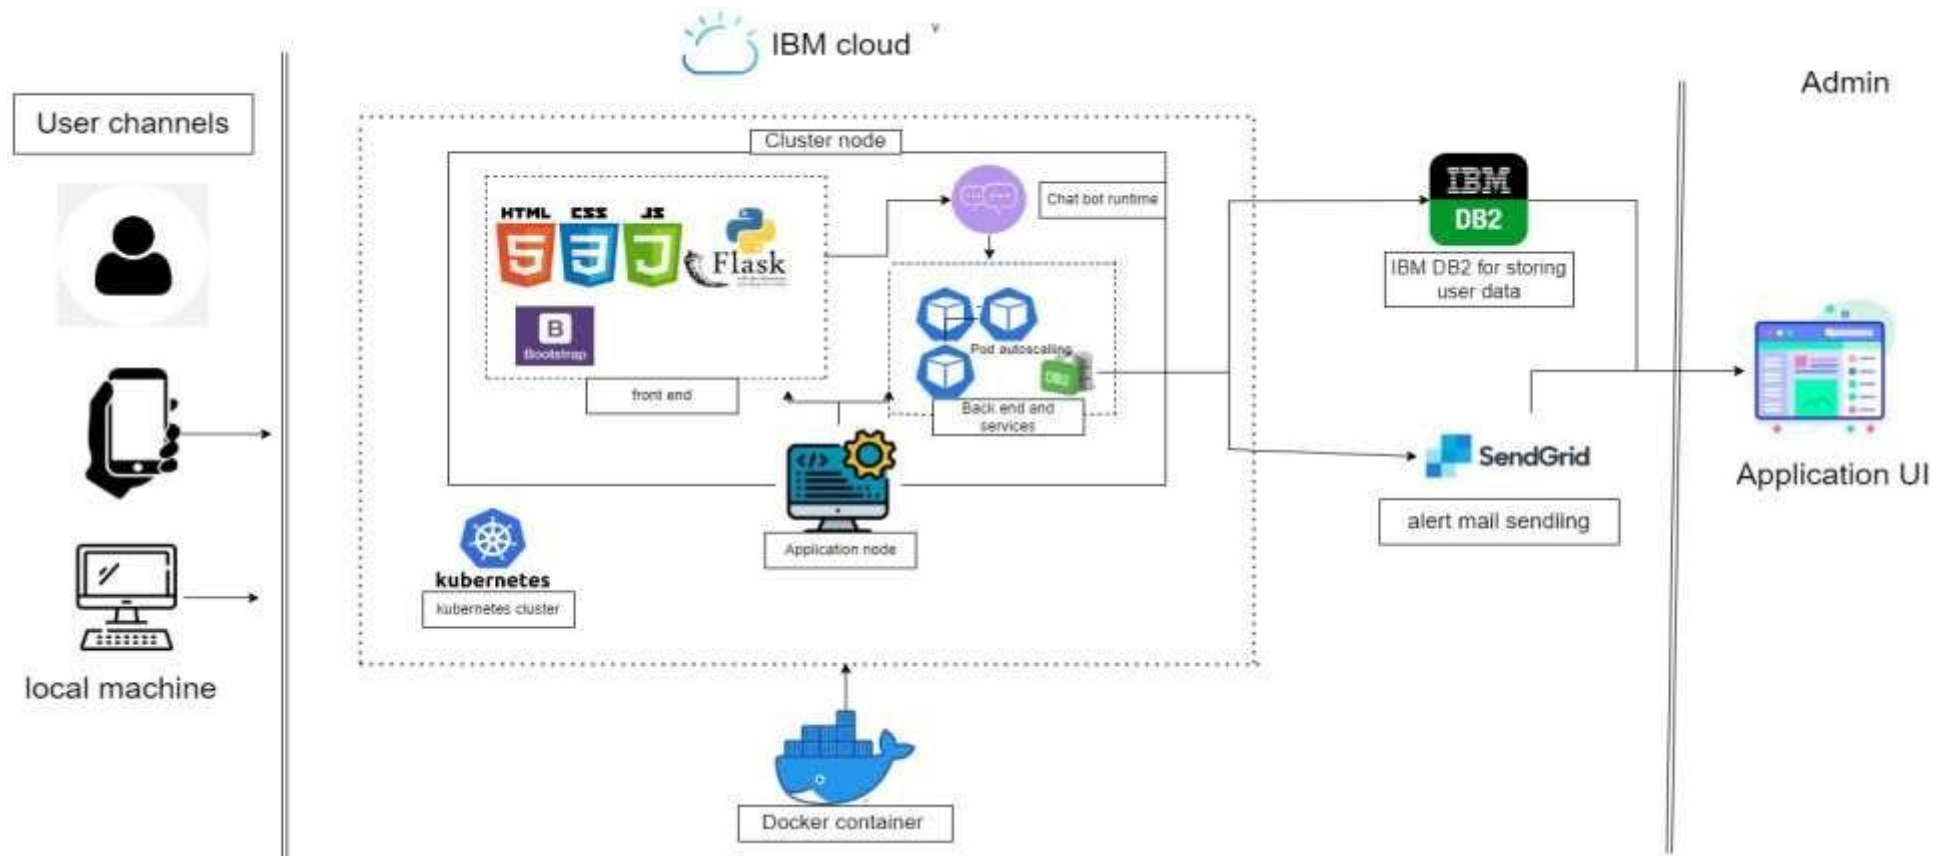 IBM cloud
v
Admin
User channels
Cluster node
HTML CSS JS
Flask
B
Bootstrap
front end
Chat bot runtime
Pod autoscalling
DB2
Back end and
services
IBM
DB2
IBM DB2 for storing
user data
SendGrid
alert mail sendiing
Application UI
Application node
kubernetes
kubernetes cluster
local machine
Docker container